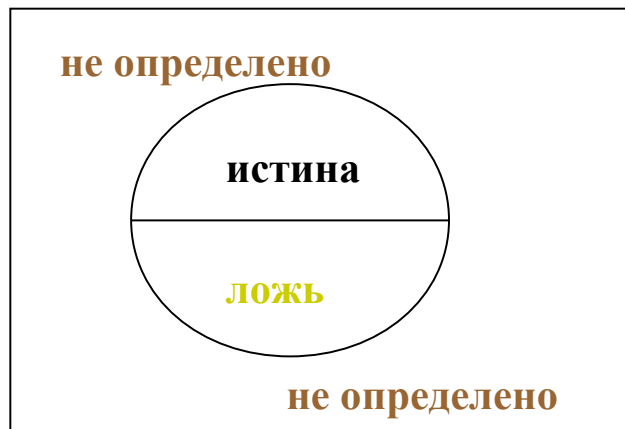 не определено
истина
ложь
не определено